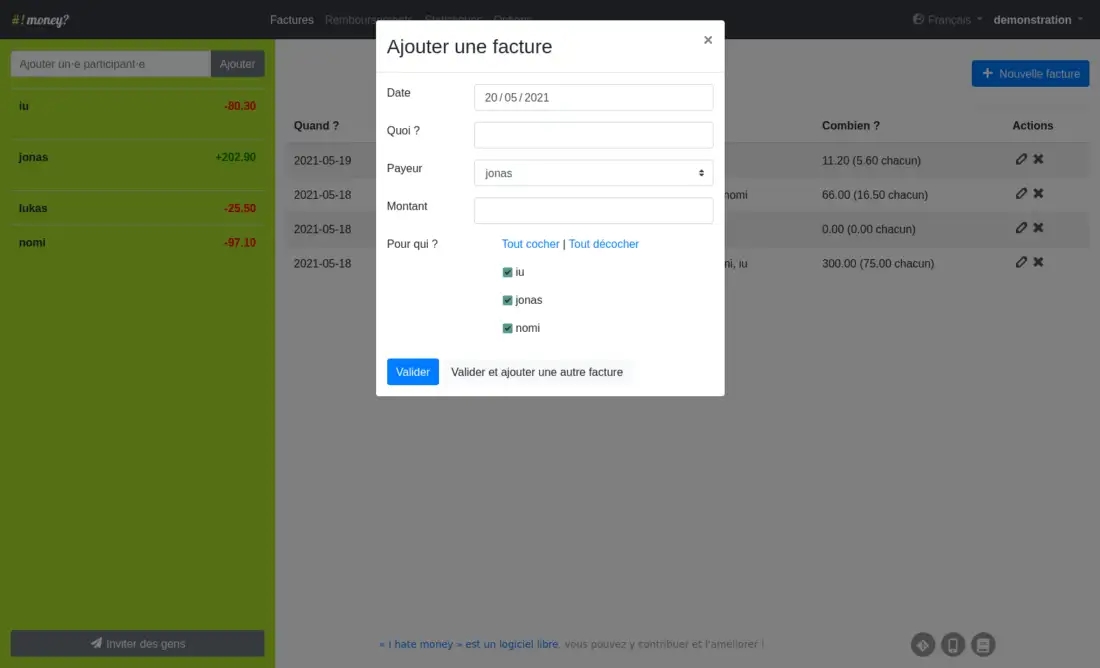 #! money?
Factures Remboursements Statistiques Options
Français demonstration
Ajouter un·e participant·e Ajouter
iu -80.30
jonas +202.90
lukas -25.50
nomi -97.10
Inviter des gens
Nouvelle facture
Quand ? Combien ? Actions
2021-05-19 11.20 (5.60 chacun)
2021-05-18 nomi 66.00 (16.50 chacun)
2021-05-18 0.00 (0.00 chacun)
2021-05-18 mi, iu 300.00 (75.00 chacun)
Ajouter une facture ×
Date 20/05/2021
Quoi ?
Payeur jonas
Montant
Pour qui ? Tout cocher | Tout décocher
iu
jonas
nomi
Valider Valider et ajouter une autre facture
« I hate money » est un logiciel libre, vous pouvez y contribuer et l'améliorer !